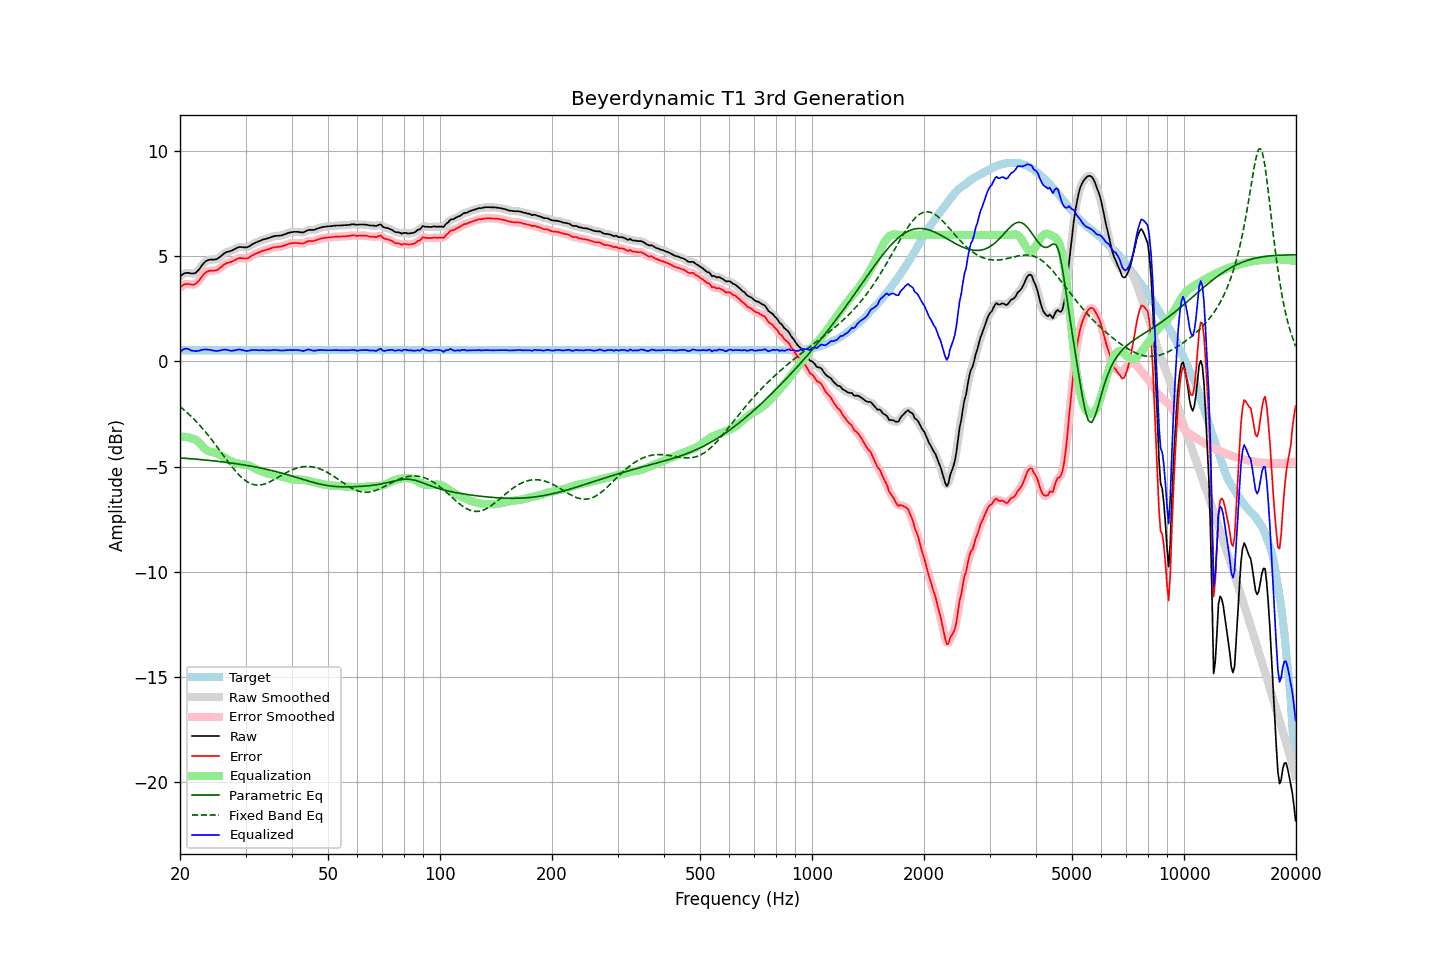 Beyerdynamic T1 3rd Generation
Amplitude (dBr)
10
5
0
−5
−10
−15
−20
Target
Raw Smoothed
Error Smoothed
Raw
Error
Equalization
Parametric Eq
Fixed Band Eq
Equalized
20 50 100 200 500 1000 2000 5000 10000 20000
Frequency (Hz)